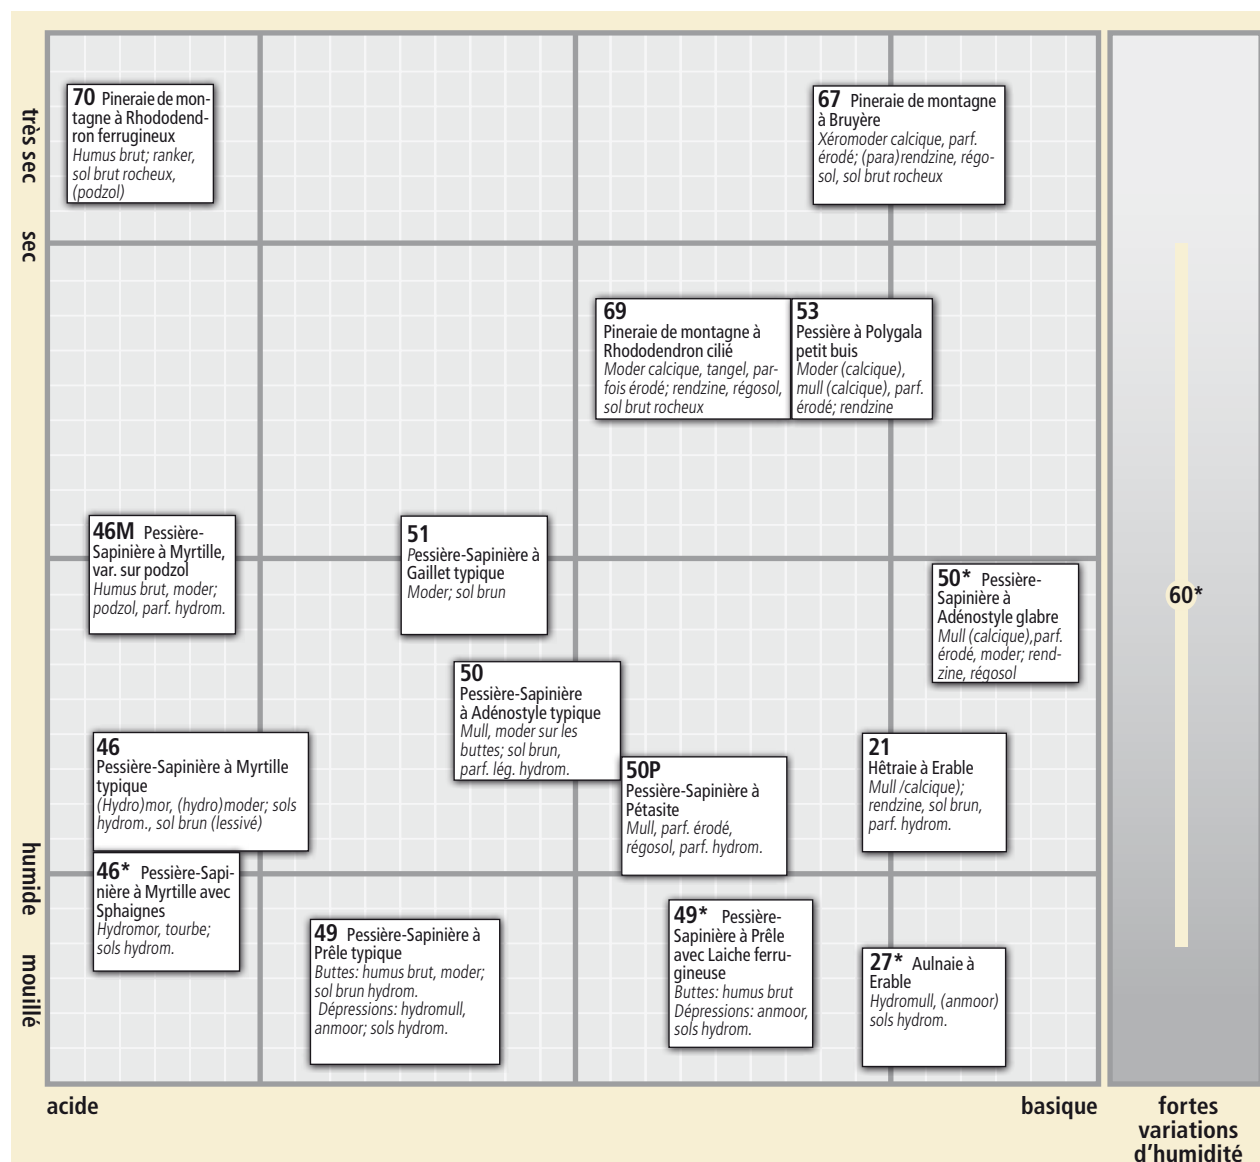 très sec
sec
humide
mouillé
70 Pineraie de mon-
tagne à Rhododend-
ron ferrugineux
Humus brut; ranker,
sol brut rocheux,
(podzol)
67 Pineraie de montagne
à Bruyère
Xéromoder calcique, parf.
érodé; (para)rendzine, régo-
sol, sol brut rocheux
69
Pineraie de montagne à
Rhododendron cilié
Moder calcique, tangel, par-
fois érodé; rendzine, régosol,
sol brut rocheux
53
Pessière à Polygala
petit buis
Moder (calcique),
mull (calcique), parf.
érodé; rendzine
46M Pessière-
Sapinière à Myrtille,
var. sur podzol
Humus brut, moder;
podzol, parf. hydrom.
51
Pessière-Sapinière à
Gaillet typique
Moder; sol brun
50* Pessière-
Sapinière à
Adénostyle glabre
Mull (calcique),parf.
érodé, moder; rend-
zine, régosol
60*
50
Pessière-Sapinière
à Adénostyle typique
Mull, moder sur les
buttes; sol brun,
parf. lég. hydrom.
46
Pessière-Sapinière à Myrtille
typique
(Hydro)mor, (hydro)moder; sols
hydrom., sol brun (lessivé)
50P
Pessière-Sapinière à
Pétasite
Mull, parf. érodé,
régosol, parf. hydrom.
21
Hêtraie à Erable
Mull /calcique);
rendzine, sol brun,
parf. hydrom.
46* Pessière-Sapi-
nière à Myrtille avec
Sphaignes
Hydromor, tourbe;
sols hydrom.
49 Pessière-Sapinière à
Prêle typique
Buttes: humus brut, moder;
sol brun hydrom.
Dépressions: hydromull,
anmoor; sols hydrom.
49* Pessière-
Sapinière à Prêle
avec Laiche ferru-
gineuse
Buttes: humus brut
Dépressions: anmoor,
sols hydrom.
27* Aulnaie à
Erable
Hydromull, (anmoor)
sols hydrom.
acide
basique
fortes
variations
d'humidité